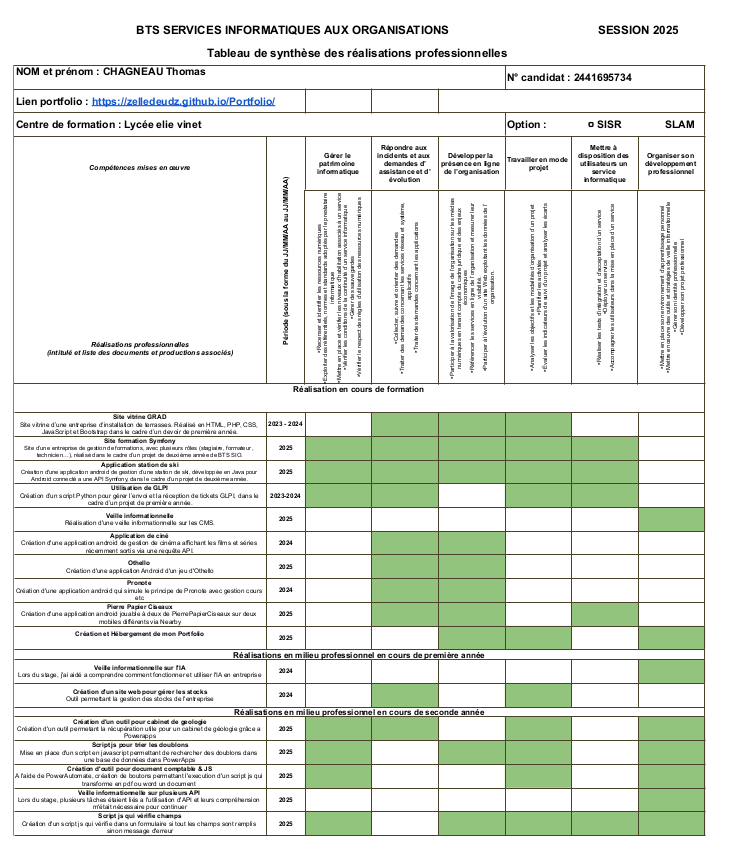 BTS SERVICES INFORMATIQUES AUX ORGANISATIONS SESSION 2025
Tableau de synthèse des réalisations professionnelles
NOM et prénom : CHAGNEAU Thomas
N° candidat : 2441695734
Lien portfolio : https://zelledeudz.github.io/Portfolio/
Centre de formation : Lycée elie vinet
Option : ¤ SISR SLAM
Compétences mises en œuvre
Réalisations professionnelles
(intitulé et liste des documents et productions associés)
Période (sous la forme du JJ/MM/AA au JJ/MM/AA)
Gérer le
patrimoine
informatique
Répondre aux
incidents et aux
demandes d'
assistance et d'
évolution
Développer la
présence en ligne
de l'organisation
Travailler en mode
projet
Mettre à
disposition des
utilisateurs un
service
informatique
Organiser son
développement
professionnel
▪Recenser et identifier les ressources numériques
▪Exploiter des référentiels, normes et standards adoptés par le prestataire
informatique
▪Mettre en place et vérifier les niveaux d'habilitation associés à un service
▪Vérifier les conditions de la continuité d'un service informatique
▪Gérer des sauvegardes
▪Vérifier le respect des règles d'utilisation des ressources numériques
▪Collecter, suivre et orienter des demandes
▪Traiter des demandes concernant les services réseau et système,
applicatifs
▪Traiter des demandes concernant les applications
▪Participer à la valorisation de l'image de l'organisation sur les médias
numériques en tenant compte du cadre juridique et des enjeux
économiques
▪Référencer les services en ligne de l'organisation et mesurer leur
visibilité.
▪Participer à l'évolution d'un site Web exploitant les données de l'
organisation.
▪Analyser les objectifs et les modalités d'organisation d'un projet
▪Planifier les activités
▪Évaluer les indicateurs de suivi d'un projet et analyser les écarts
▪Réaliser les tests d'intégration et d'acceptation d'un service
▪Déployer un service
▪Accompagner les utilisateurs dans la mise en place d'un service
▪Mettre en place son environnement d'apprentissage personnel
▪Mettre en œuvre des outils et stratégies de veille informationnelle
▪Gérer son identité professionnelle
▪Développer son projet professionnel
Réalisation en cours de formation
Site vitrine GRAD
Site vitrine d'une entreprise d'installation de terrasses. Réalisé en HTML, PHP, CSS,
JavaScript et Bootstrap dans le cadre d'un devoir de première année.
2023 - 2024
Site formation Symfony
Site d'une entreprise de gestion de formations, avec plusieurs rôles (stagiaire, formateur,
technicien…), réalisé dans le cadre d'un projet de deuxième année de BTS SIO.
2025
Application station de ski
Création d'une application android de gestion d'une station de ski, développée en Java pour
Android connecté a une API Symfony, dans le cadre d'un projet de deuxième année.
2025
Utilisation de GLPI
Création d'un script Python pour gérer l'envoi et la réception de tickets GLPI, dans le
cadre d'un projet de première année.
2023-2024
Veille informationnelle
Réalisation d'une veille informationnelle sur les CMS.
2025
Application de ciné
Création d'une application android de gestion de cinéma affichant les films et séries
récemment sortis via une requête API.
2024
Othello
Création d'une application Android d'un jeu d'Othello
2025
Pronote
Création d'une application android qui simule le principe de Pronote avec gestion cours
etc
2024
Pierre Papier Ciseaux
Création d'une application android jouable à deux de PierrePapierCiseaux sur deux
mobiles différents via Nearby
2025
Création et Hébergement de mon Portfolio
2025
Réalisations en milieu professionnel en cours de première année
Veille informationnelle sur l'IA
Lors du stage, j'ai aidé a comprendre comment fonctionner et utiliser l'IA en entreprise
2024
Création d'un site web pour gérer les stocks
Outil permettant la gestion des stocks de l'entreprise
2024
Réalisations en milieu professionnel en cours de seconde année
Création d'un outil pour cabinet de géologie
Création d'un outil permetant la récupération utile pour un cabinet de géologie grâce a
Powerapps
2025
Script js pour trier les doublons
Mise en place d'un script en javascript permettant de rechercher des doublons dans
une base de données dans PowerApps
2025
Création d'outil pour document comptable & JS
A l'aide de PowerAutomate, création de boutons permettant l'execution d'un script js qui
transforme en pdf ou word un document
2025
Veille informationnelle sur plusieurs API
Lors du stage, plusieurs tâches étaient liés a l'utilisation d'API et leurs compréhension
m'était nécessaire pour continuer
2025
Script js qui vérifie champs
Création d'un script js qui vérifie dans un formulaire si tout les champs sont remplis
sinon message d'erreur
2025